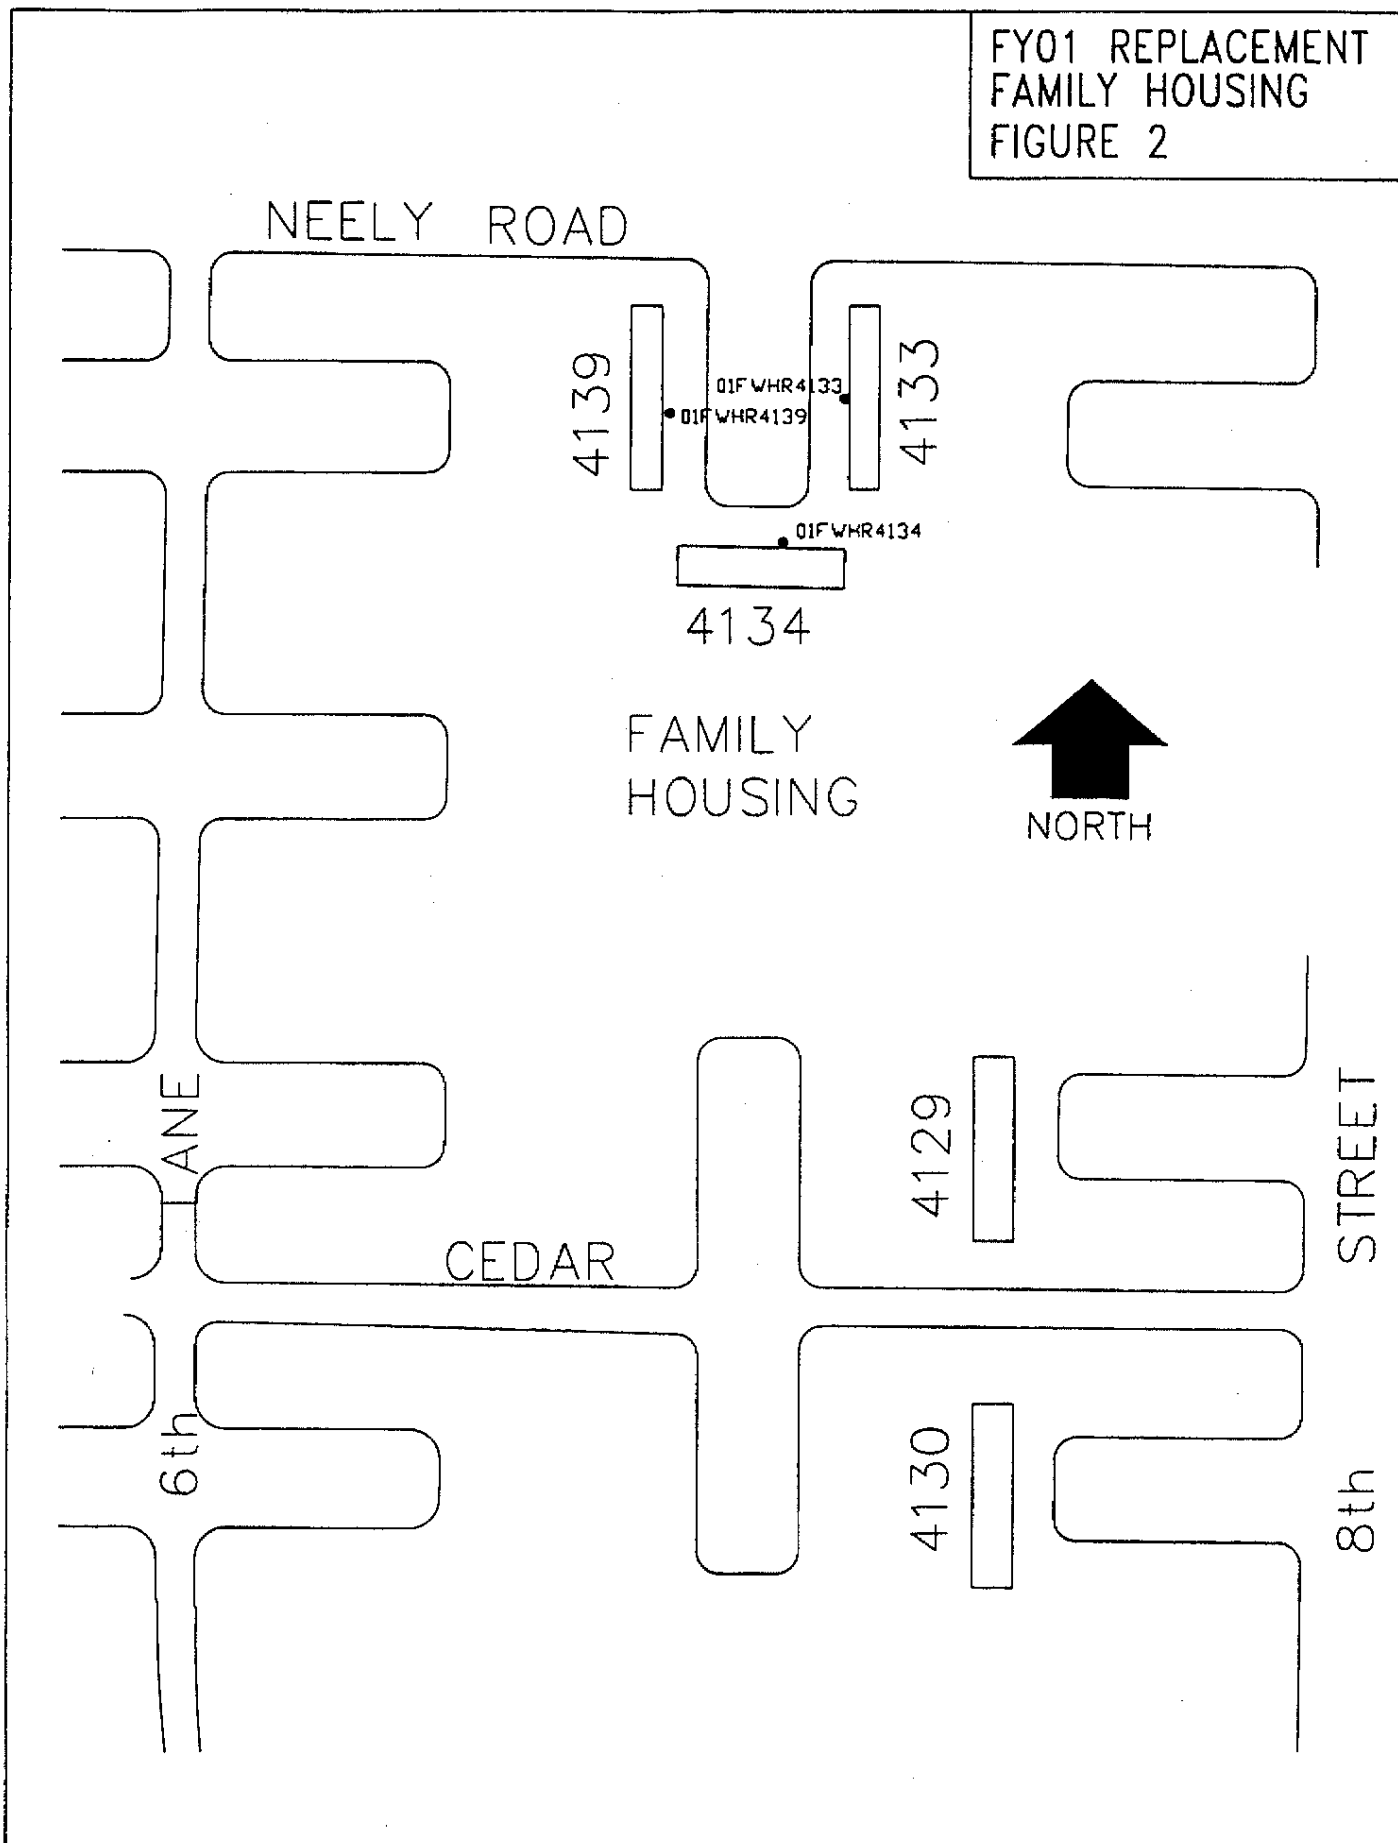 FY01 REPLACEMENT
FAMILY HOUSING
FIGURE 2
NEELY ROAD
4139
01FWHR4133
01FWHR4139
4133
01FWHR4134
4134
FAMILY
HOUSING
NORTH
LANE
4129
STREET
CEDAR
6th
4130
8th